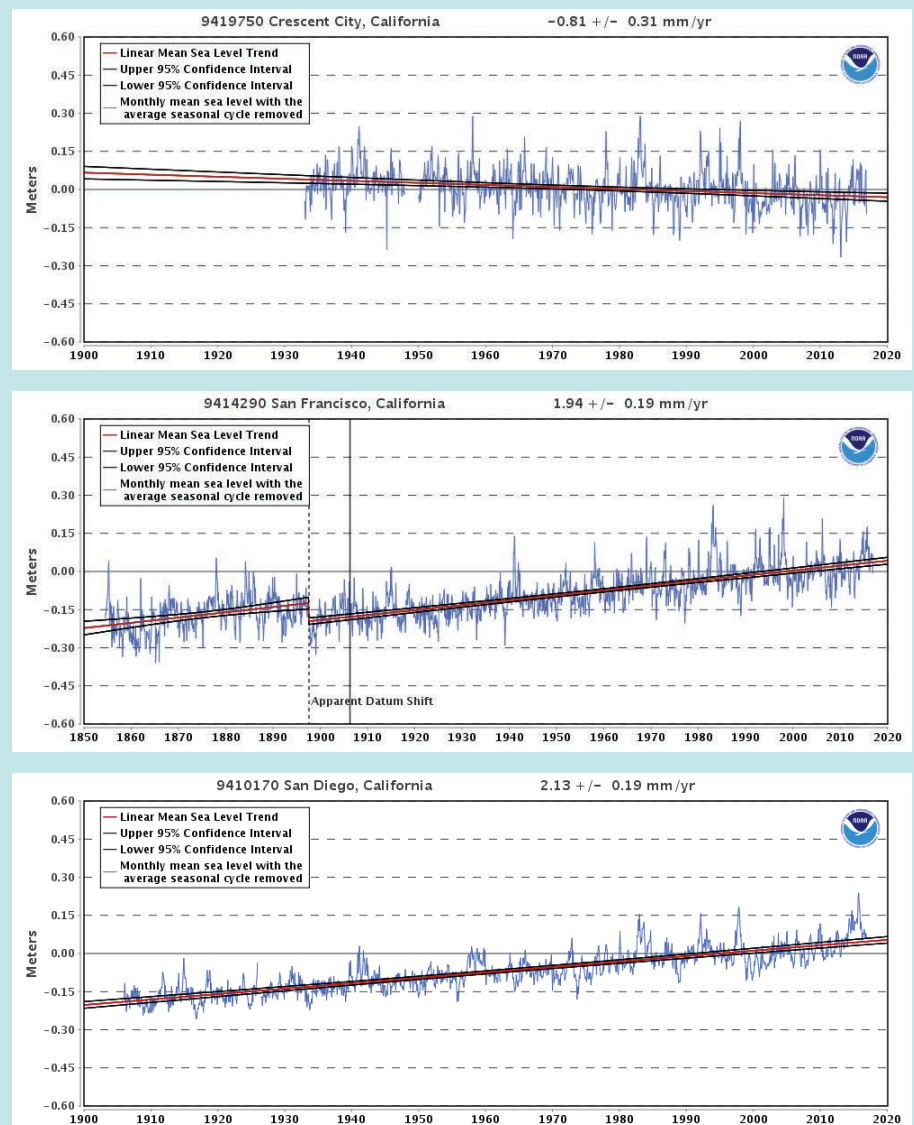 9419750 Crescent City, California −0.81 +/− 0.31 mm/yr
0.60
0.45
0.30
0.15
0.00
−0.15
−0.30
−0.45
−0.60
Meters
Linear Mean Sea Level Trend
Upper 95% Confidence Interval
Lower 95% Confidence Interval
Monthly mean sea level with the
average seasonal cycle removed
NOAA
1900 1910 1920 1930 1940 1950 1960 1970 1980 1990 2000 2010 2020
9414290 San Francisco, California 1.94 +/− 0.19 mm/yr
0.60
0.45
0.30
0.15
0.00
−0.15
−0.30
−0.45
−0.60
Meters
Linear Mean Sea Level Trend
Upper 95% Confidence Interval
Lower 95% Confidence Interval
Monthly mean sea level with the
average seasonal cycle removed
NOAA
Apparent Datum Shift
1850 1860 1870 1880 1890 1900 1910 1920 1930 1940 1950 1960 1970 1980 1990 2000 2010 2020
9410170 San Diego, California 2.13 +/− 0.19 mm/yr
0.60
0.45
0.30
0.15
0.00
−0.15
−0.30
−0.45
−0.60
Meters
Linear Mean Sea Level Trend
Upper 95% Confidence Interval
Lower 95% Confidence Interval
Monthly mean sea level with the
average seasonal cycle removed
NOAA
1900 1910 1920 1930 1940 1950 1960 1970 1980 1990 2000 2010 2020